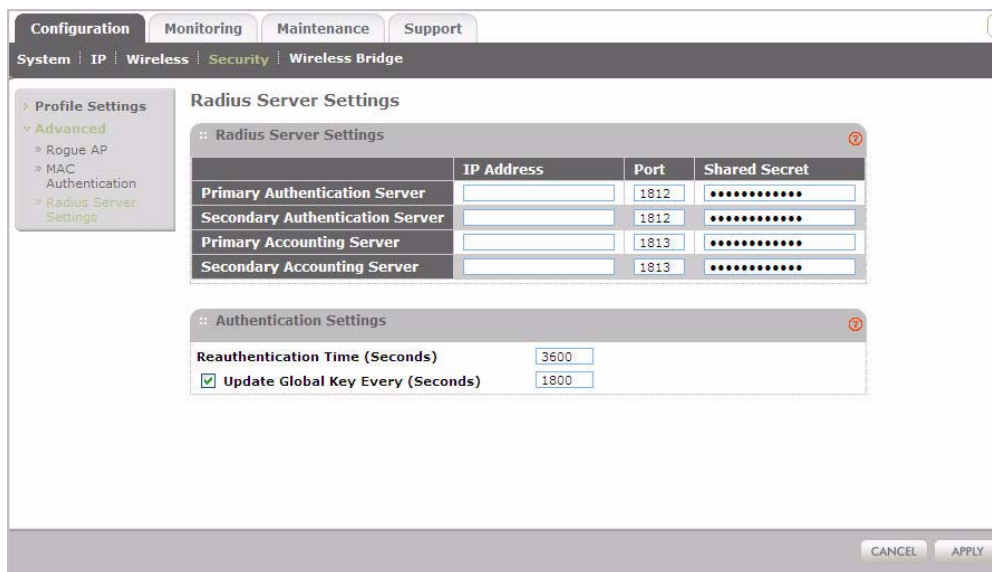 Configuration Monitoring Maintenance Support
System IP Wireless Security Wireless Bridge
Profile Settings
Advanced
» Rogue AP
» MAC
Authentication
» Radius Server
Settings
Radius Server Settings
Radius Server Settings
IP Address Port Shared Secret
Primary Authentication Server 1812 ••••••••••••
Secondary Authentication Server 1812 ••••••••••••
Primary Accounting Server 1813 ••••••••••••
Secondary Accounting Server 1813 ••••••••••••
Authentication Settings
Reauthentication Time (Seconds) 3600
Update Global Key Every (Seconds) 1800
CANCEL APPLY